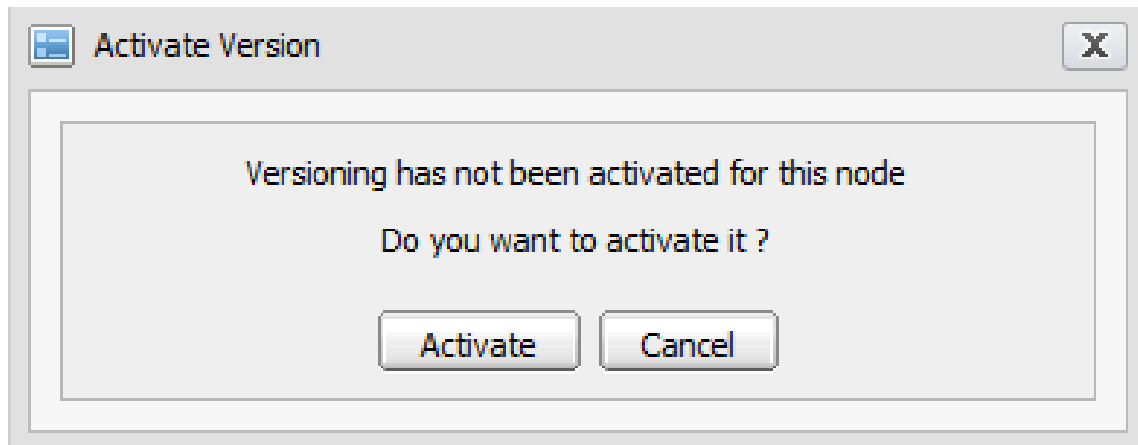 Activate Version
X
Versioning has not been activated for this node
Do you want to activate it ?
Activate
Cancel